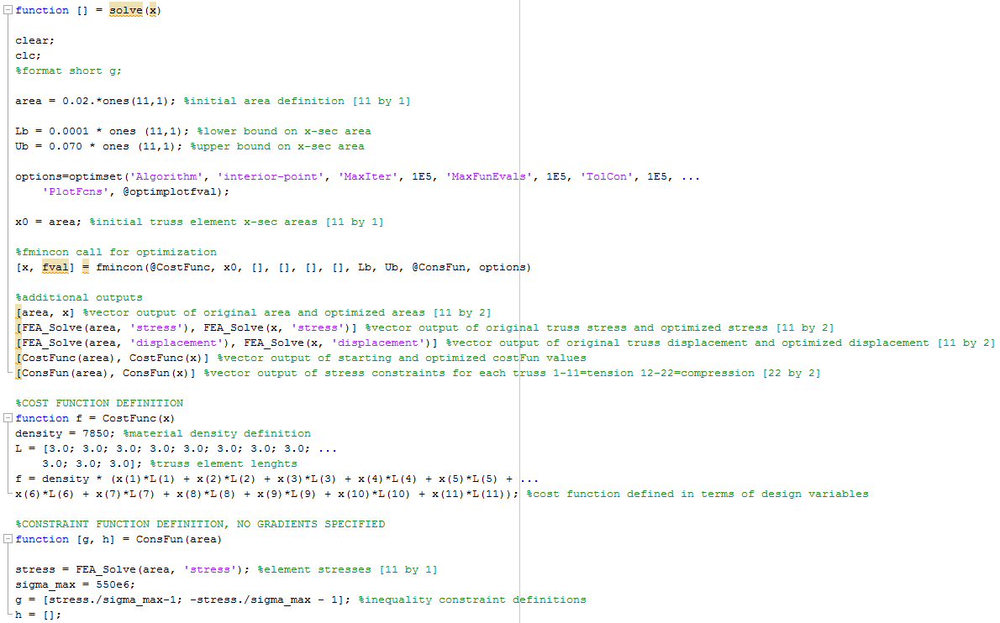 function [] = solve(x)
clear;
clc;
%format short g;
area = 0.02.*ones(11,1); %initial area definition [11 by 1]
Lb = 0.0001 * ones (11,1); %lower bound on x-sec area
Ub = 0.070 * ones (11,1); %upper bound on x-sec area
options=optimset('Algorithm', 'interior-point', 'MaxIter', 1E5, 'MaxFunEvals', 1E5, 'TolCon', 1E5, ...
'PlotFcns', @optimplotfval);
x0 = area; %initial truss element x-sec areas [11 by 1]
%fmincon call for optimization
[x, fval] = fmincon(@CostFunc, x0, [], [], [], [], Lb, Ub, @ConsFun, options)
%additional outputs
[area, x] %vector output of original area and optimized areas [11 by 2]
[FEA_Solve(area, 'stress'), FEA_Solve(x, 'stress')] %vector output of original truss stress and optimized stress [11 by 2]
[FEA_Solve(area, 'displacement'), FEA_Solve(x, 'displacement')] %vector output of original truss displacement and optimized displacement [11 by 2]
[CostFunc(area), CostFunc(x)] %vector output of starting and optimized costFun values
[ConsFun(area), ConsFun(x)] %vector output of stress constraints for each truss 1-11=tension 12-22=compression [22 by 2]
%COST FUNCTION DEFINITION
function f = CostFunc(x)
density = 7850; %material density definition
L = [3.0; 3.0; 3.0; 3.0; 3.0; 3.0; 3.0; 3.0; ...
3.0; 3.0; 3.0]; %truss element lenghts
f = density * (x(1)*L(1) + x(2)*L(2) + x(3)*L(3) + x(4)*L(4) + x(5)*L(5) + ...
x(6)*L(6) + x(7)*L(7) + x(8)*L(8) + x(9)*L(9) + x(10)*L(10) + x(11)*L(11)); %cost function defined in terms of design variables
%CONSTRAINT FUNCTION DEFINITION, NO GRADIENTS SPECIFIED
function [g, h] = ConsFun(area)
stress = FEA_Solve(area, 'stress'); %element stresses [11 by 1]
sigma_max = 550e6;
g = [stress./sigma_max-1; -stress./sigma_max - 1]; %inequality constraint definitions
h = [];